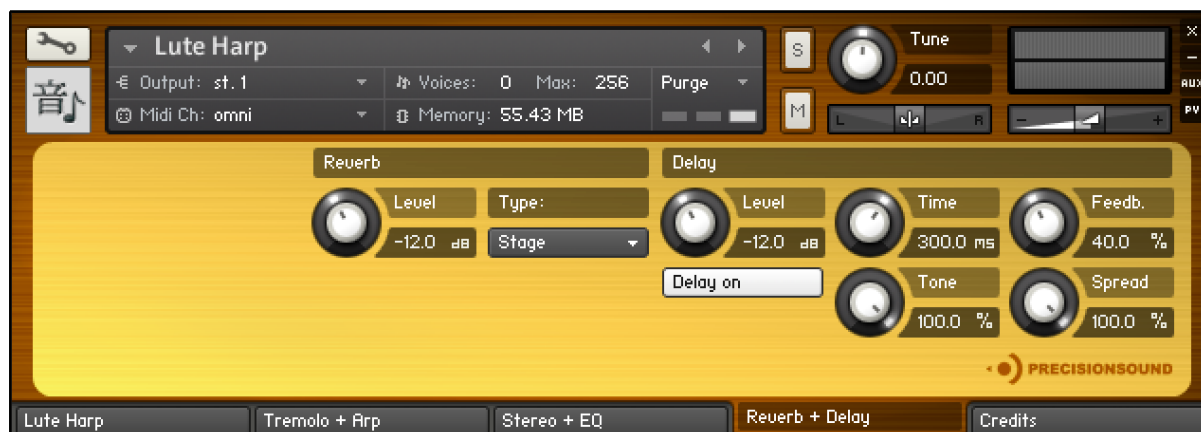 Lute Harp
S
Tune
×
–
音♪
Output: st. 1
Voices: 0 Max: 256
Purge
0.00
AUX
Midi Ch: omni
Memory: 55.43 MB
M
L
R
–
+
PV
Reverb
Delay
Level
Type:
Level
Time
Feedb.
-12.0 dB
Stage
-12.0 dB
300.0 ms
40.0 %
Delay on
Tone
Spread
100.0 %
100.0 %
PRECISIONSOUND
Lute Harp
Tremolo + Arp
Stereo + EQ
Reverb + Delay
Credits